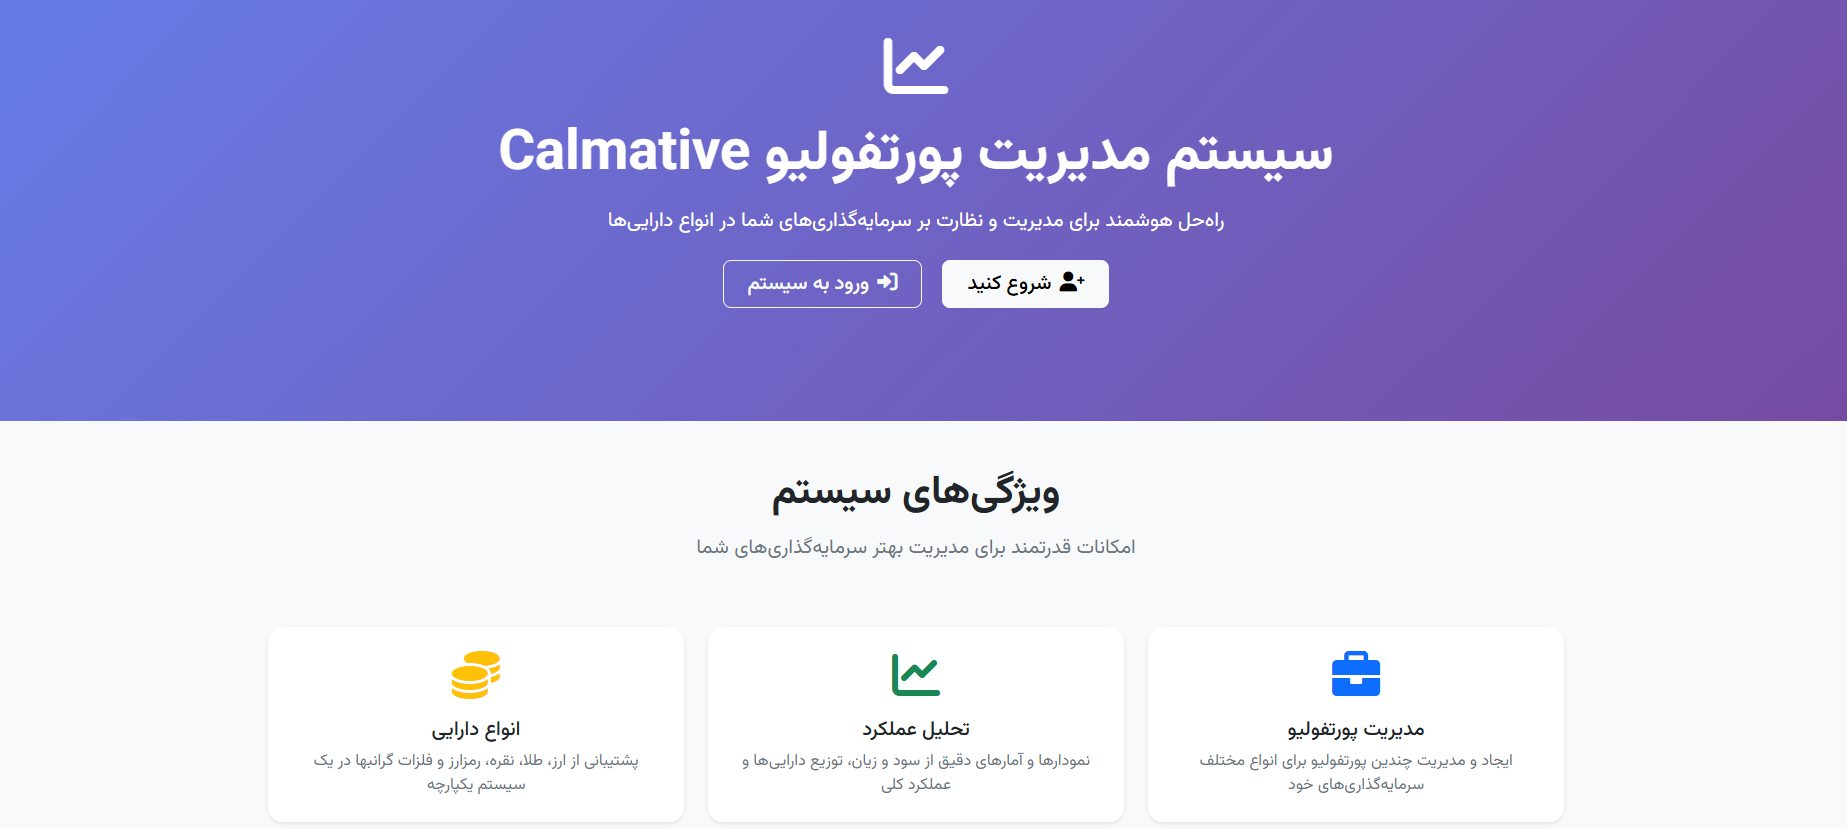 سیستم مدیریت پورتفولیو Calmative
راه‌حل هوشمند برای مدیریت و نظارت بر سرمایه‌گذاری‌های شما در انواع دارایی‌ها
شروع کنید
ورود به سیستم
ویژگی‌های سیستم
امکانات قدرتمند برای مدیریت بهتر سرمایه‌گذاری‌های شما
مدیریت پورتفولیو
ایجاد و مدیریت چندین پورتفولیو برای انواع مختلف
سرمایه‌گذاری‌های خود
تحلیل عملکرد
نمودارها و آمارهای دقیق از سود و زیان، توزیع دارایی‌ها و
عملکرد کلی
انواع دارایی
پشتیبانی از ارز، طلا، نقره، رمزارز و فلزات گرانبها در یک
سیستم یکپارچه